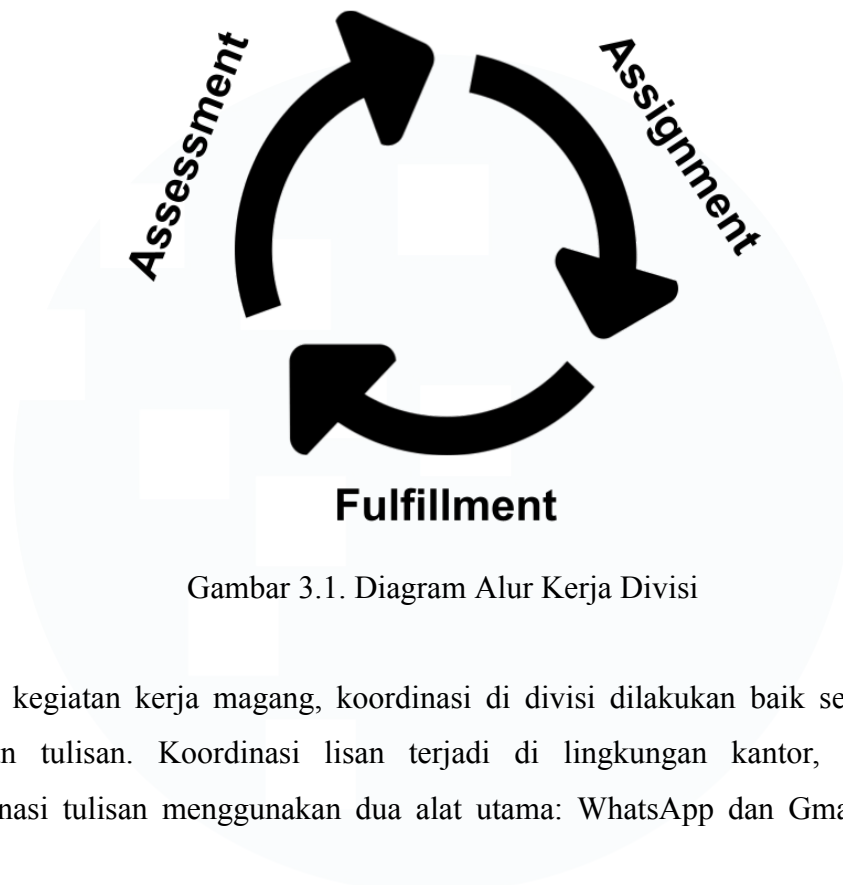 Assessment
Assignment
Fulfillment
Gambar 3.1. Diagram Alur Kerja Divisi
kegiatan kerja magang, koordinasi di divisi dilakukan baik
tulisan. Koordinasi lisan terjadi di lingkungan kantor,
tulisan menggunakan dua alat utama: WhatsApp dan